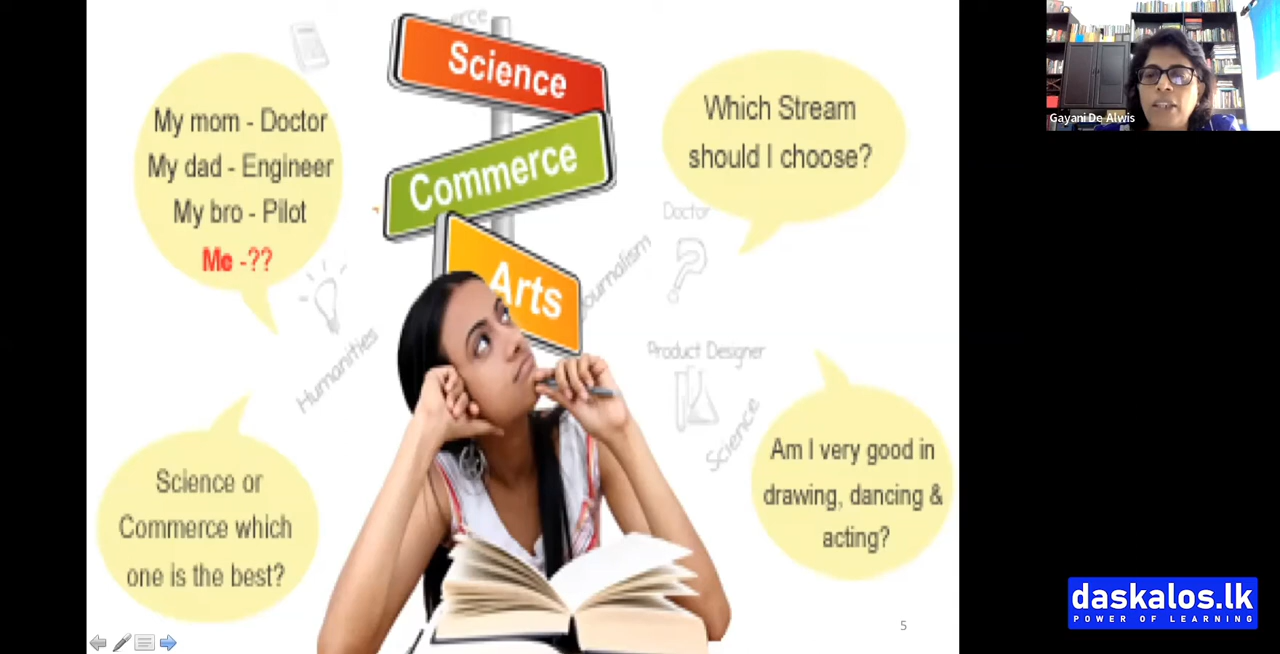 erce
Science
Commerce
Arts
My mom - Doctor
My dad - Engineer
My bro - Pilot
Me -??
Which Stream
should I choose?
Doctor
Journalism
Humanities
Product Designer
Science
Science or
Commerce which
one is the best?
Am I very good in
drawing, dancing &
acting?
5
Gayani De Alwis
daskalos.lk
POWER OF LEARNING